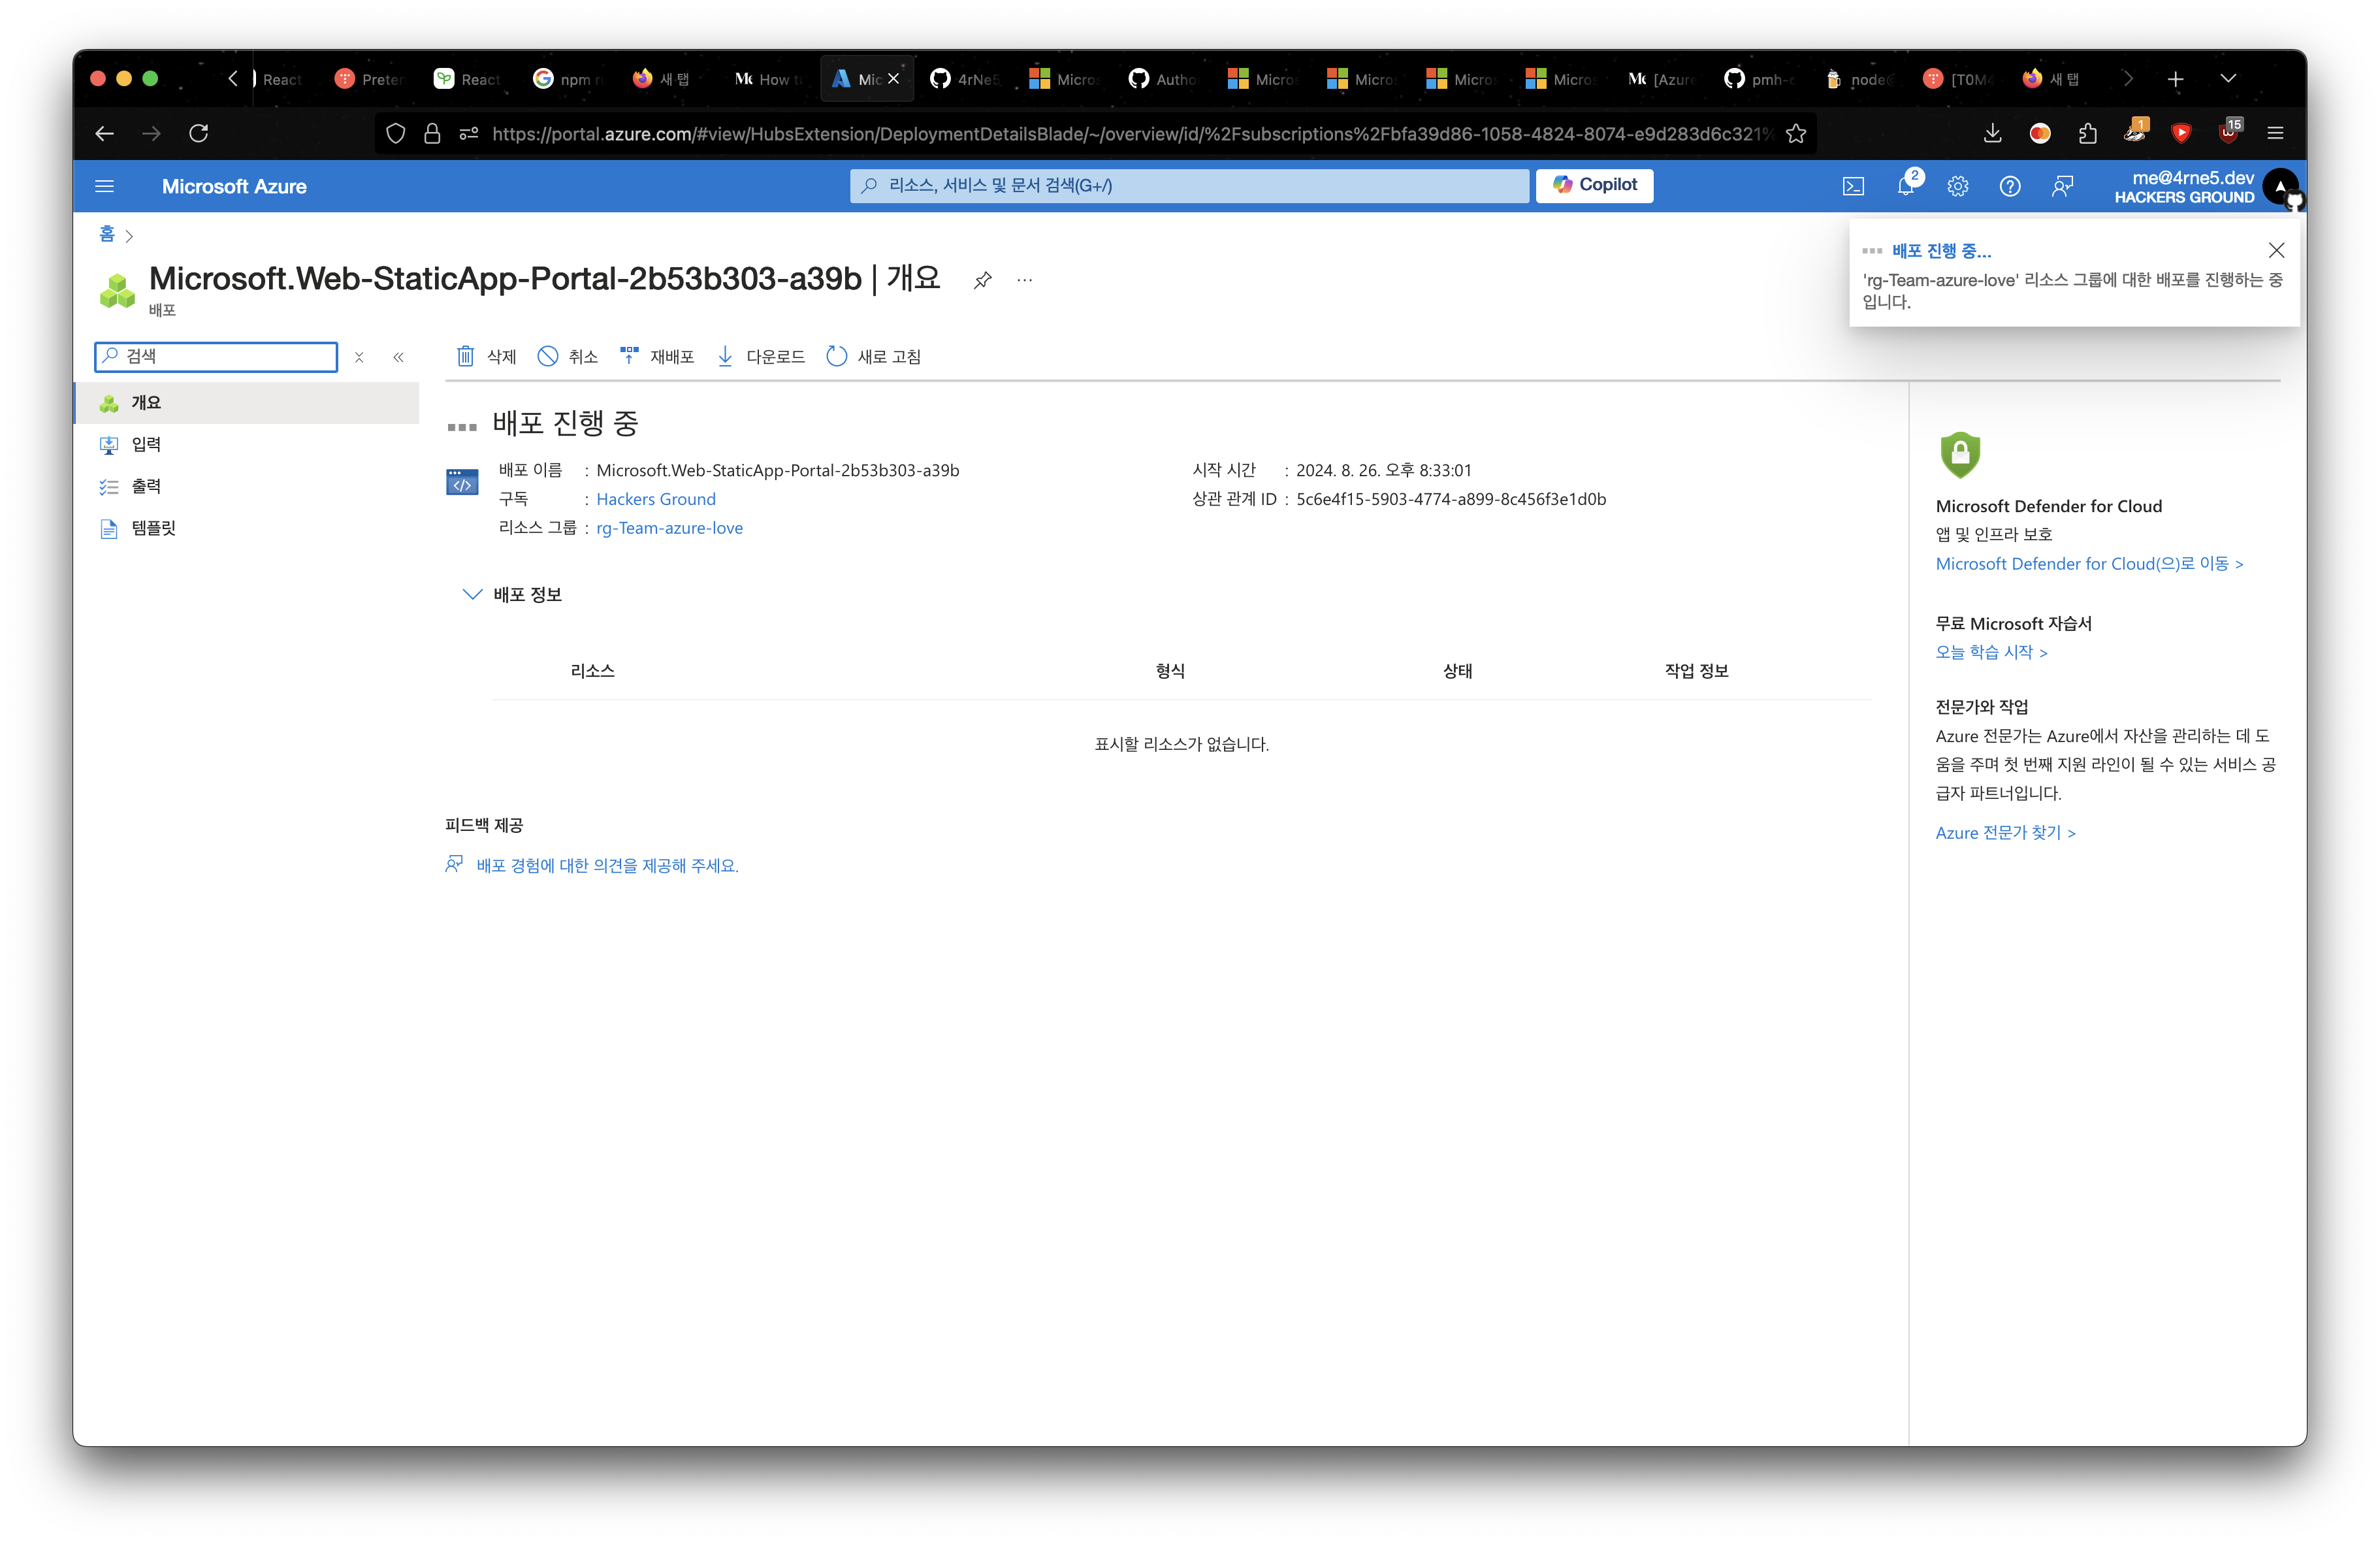 React
Preter
React
npm r
새 탭
How t
Mic
4rNe5
Micros
Autho
Micros
Micros
Micros
Micros
[Azure
pmh-c
node@
[T0M4
새 탭
https://portal.azure.com/#view/HubsExtension/DeploymentDetailsBlade/~/overview/id/%2Fsubscriptions%2Fbfa39d86-1058-4824-8074-e9d283d6c321%
1
15
Microsoft Azure
리소스, 서비스 및 문서 검색(G+/)
Copilot
2
me@4rne5.dev
HACKERS GROUND
홈
Microsoft.Web-StaticApp-Portal-2b53b303-a39b | 개요
배포
배포 진행 중...
'rg-Team-azure-love' 리소스 그룹에 대한 배포를 진행하는 중
입니다.
검색
삭제
취소
재배포
다운로드
새로 고침
개요
입력
출력
템플릿
배포 진행 중
배포 이름 : Microsoft.Web-StaticApp-Portal-2b53b303-a39b
구독 : Hackers Ground
리소스 그룹 : rg-Team-azure-love
시작 시간 : 2024. 8. 26. 오후 8:33:01
상관 관계 ID : 5c6e4f15-5903-4774-a899-8c456f3e1d0b
배포 정보
리소스 형식 상태 작업 정보
표시할 리소스가 없습니다.
피드백 제공
배포 경험에 대한 의견을 제공해 주세요.
Microsoft Defender for Cloud
앱 및 인프라 보호
Microsoft Defender for Cloud(으)로 이동 >
무료 Microsoft 자습서
오늘 학습 시작 >
전문가와 작업
Azure 전문가는 Azure에서 자산을 관리하는 데 도
움을 주며 첫 번째 지원 라인이 될 수 있는 서비스 공
급자 파트너입니다.
Azure 전문가 찾기 >